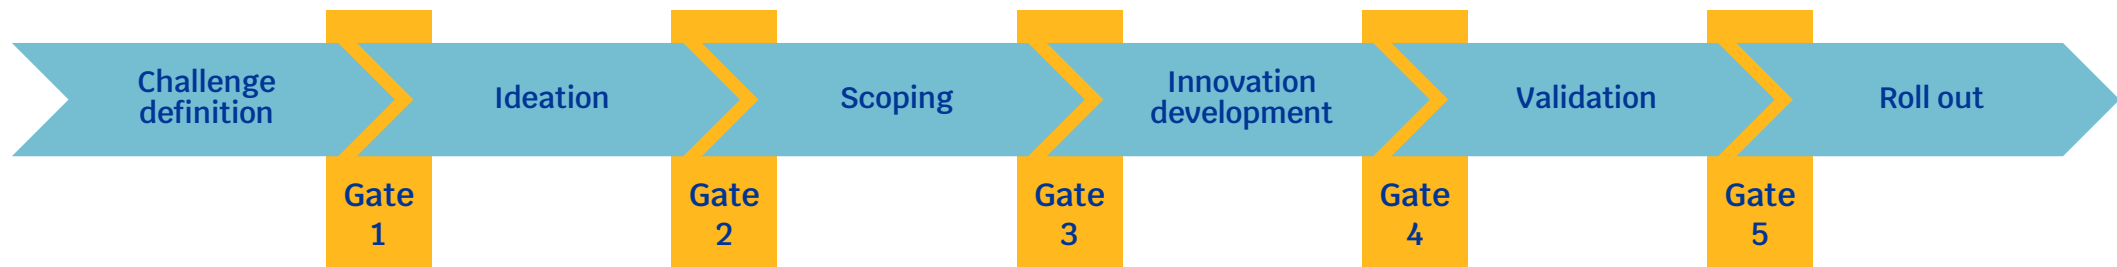 Challenge
definition
Ideation
Scoping
Innovation
development
Validation
Roll out
Gate
1
Gate
2
Gate
3
Gate
4
Gate
5